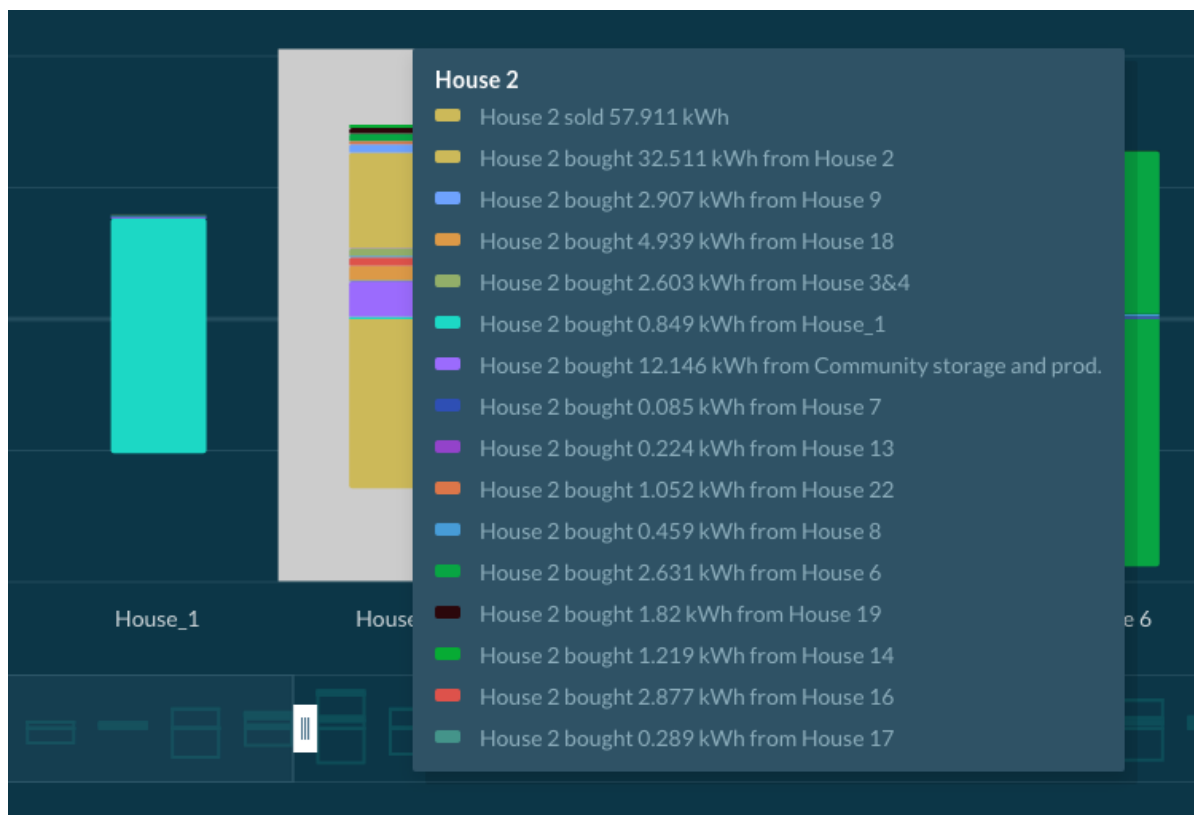 House 2
House 2 sold 57.911 kWh
House 2 bought 32.511 kWh from House 2
House 2 bought 2.907 kWh from House 9
House 2 bought 4.939 kWh from House 18
House 2 bought 2.603 kWh from House 3&4
House 2 bought 0.849 kWh from House_1
House 2 bought 12.146 kWh from Community storage and prod.
House 2 bought 0.085 kWh from House 7
House 2 bought 0.224 kWh from House 13
House 2 bought 1.052 kWh from House 22
House 2 bought 0.459 kWh from House 8
House 2 bought 2.631 kWh from House 6
House 2 bought 1.82 kWh from House 19
House 2 bought 1.219 kWh from House 14
House 2 bought 2.877 kWh from House 16
House 2 bought 0.289 kWh from House 17
House_1
House
e 6